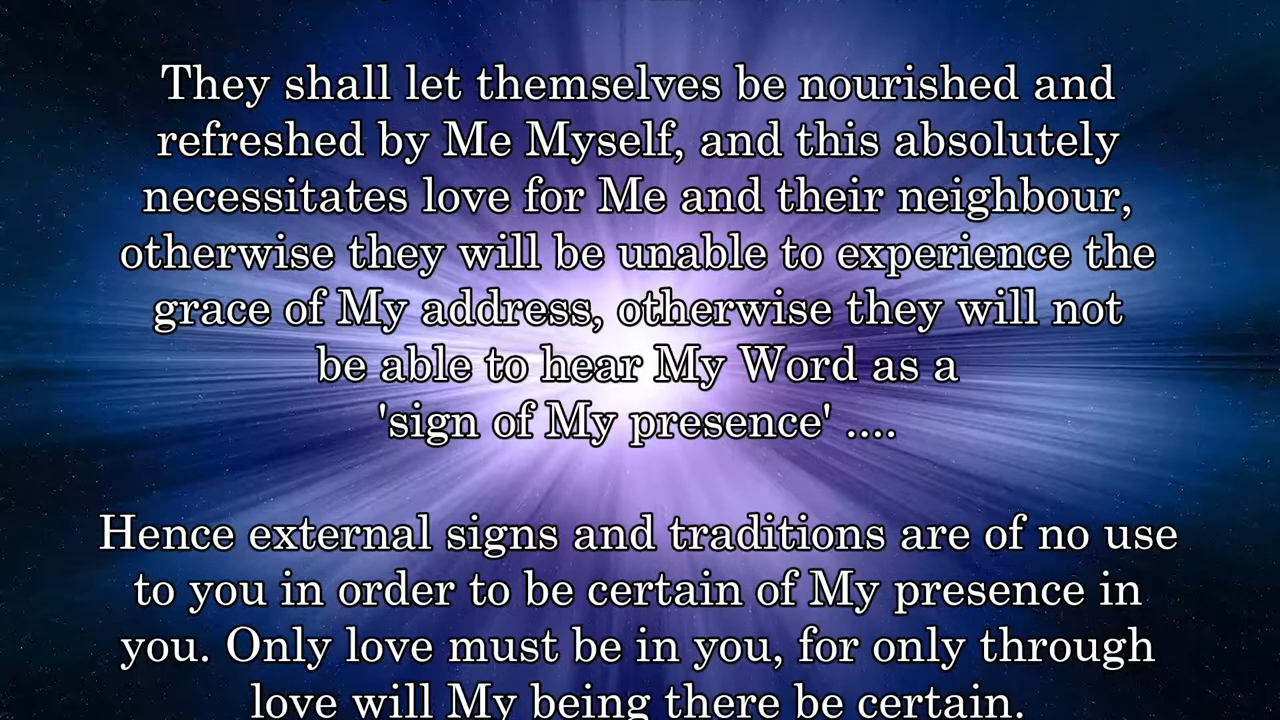 They shall let themselves be nourished and
refreshed by Me Myself, and this absolutely
necessitates love for Me and their neighbour,
otherwise they will be unable to experience the
grace of My address, otherwise they will not
be able to hear My Word as a
'sign of My presence' ....
Hence external signs and traditions are of no use
to you in order to be certain of My presence in
you. Only love must be in you, for only through
love will My being there be certain.